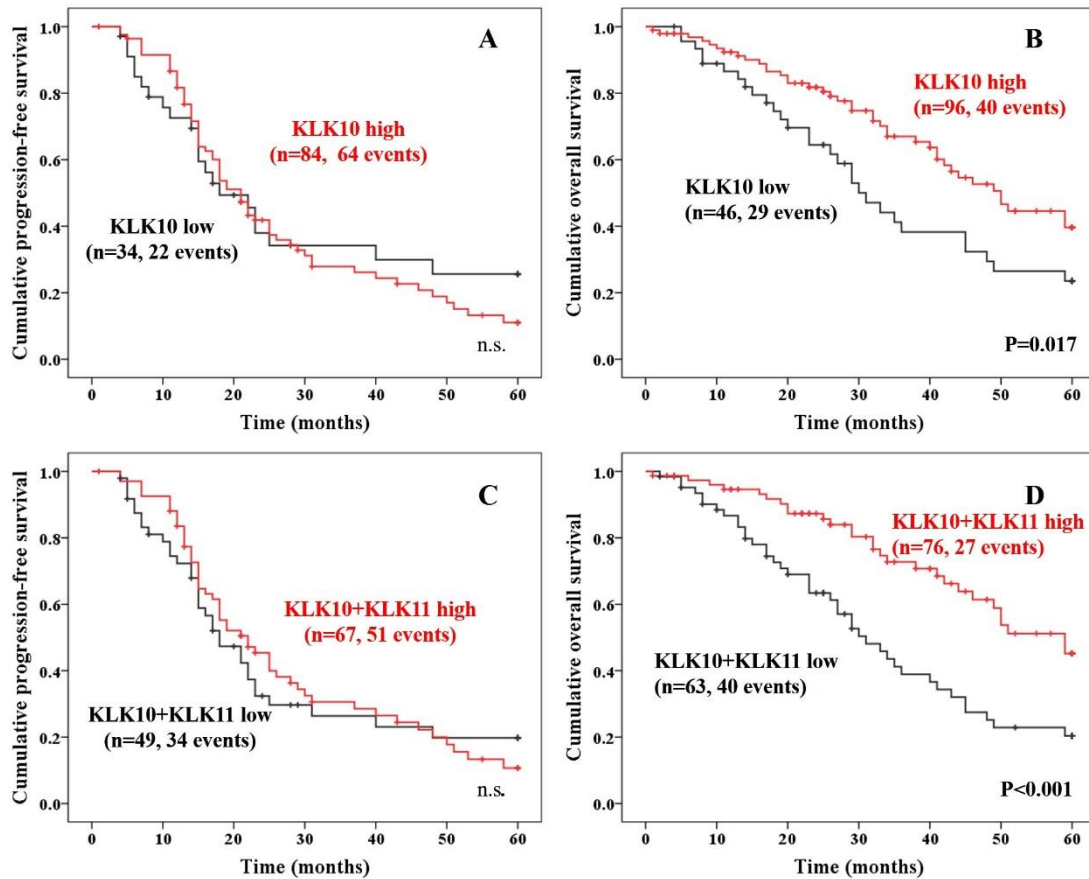 A
Cumulative progression-free survival
1.0
0.8
0.6
0.4
0.2
0.0
KLK10 high
(n=84, 64 events)
KLK10 low
(n=34, 22 events)
n.s.
0 10 20 30 40 50 60
Time (months)
B
Cumulative overall survival
1.0
0.8
0.6
0.4
0.2
0.0
KLK10 high
(n=96, 40 events)
KLK10 low
(n=46, 29 events)
P=0.017
0 10 20 30 40 50 60
Time (months)
C
Cumulative progression-free survival
1.0
0.8
0.6
0.4
0.2
0.0
KLK10+KLK11 high
(n=67, 51 events)
KLK10+KLK11 low
(n=49, 34 events)
n.s.
0 10 20 30 40 50 60
Time (months)
D
Cumulative overall survival
1.0
0.8
0.6
0.4
0.2
0.0
KLK10+KLK11 high
(n=76, 27 events)
KLK10+KLK11 low
(n=63, 40 events)
P<0.001
0 10 20 30 40 50 60
Time (months)